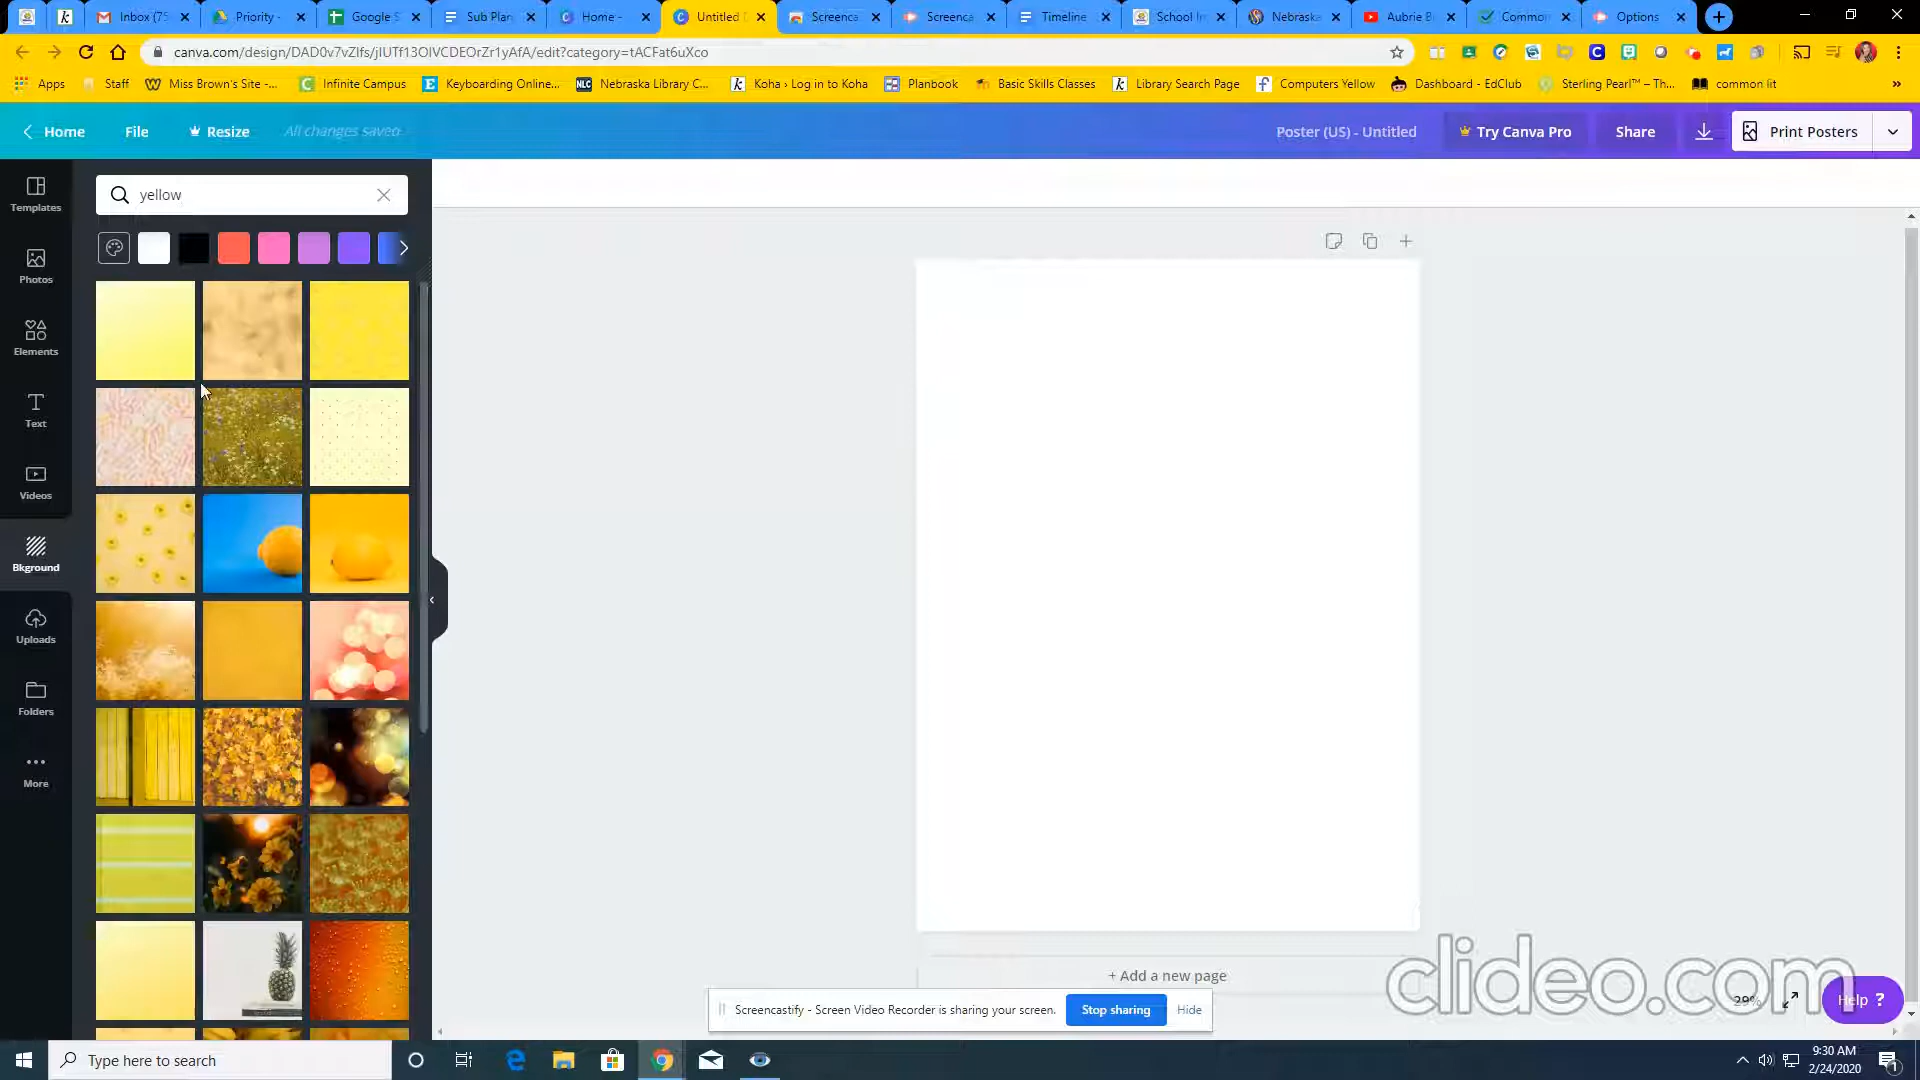 Inbox (75
Priority -
Google S
Sub Plan
Home -
Untitled D
Screenca
Screenca
Timeline
School Im
Nebraska
Aubrie B
Common
Options
canva.com/design/DAD0v7vZlfs/jlUTf13OlVCDEOrZr1yAfA/edit?category=tACFat6uXco
Apps
Staff
Miss Brown's Site -...
Infinite Campus
Keyboarding Online...
NLC Nebraska Library C...
Koha › Log in to Koha
Planbook
Basic Skills Classes
Library Search Page
Computers Yellow
Dashboard - EdClub
Sterling Pearl™ – Th...
common lit
Home
File
Resize
All changes saved
Poster (US) - Untitled
Try Canva Pro
Share
Print Posters
Templates
Photos
Elements
Text
Videos
Bkground
Uploads
Folders
More
yellow
+ Add a new page
clideo.com
29%
Help ?
Screencastify - Screen Video Recorder is sharing your screen.
Stop sharing
Hide
Type here to search
9:30 AM
2/24/2020
1